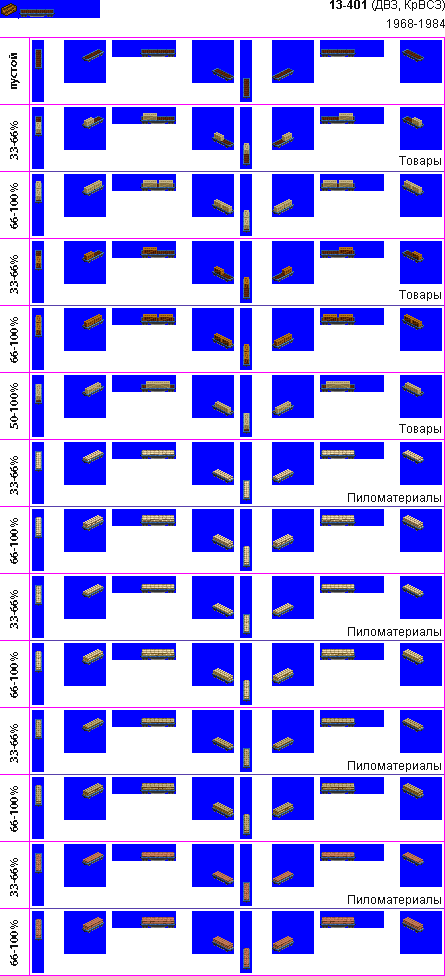 13-401 (ДВЗ, КрВСЗ)
1968-1984
пустой
33-66%
Товары
66-100%
33-66%
Товары
66-100%
50-100%
Товары
33-66%
Пиломатериалы
66-100%
33-66%
Пиломатериалы
66-100%
33-66%
Пиломатериалы
66-100%
33-66%
Пиломатериалы
66-100%